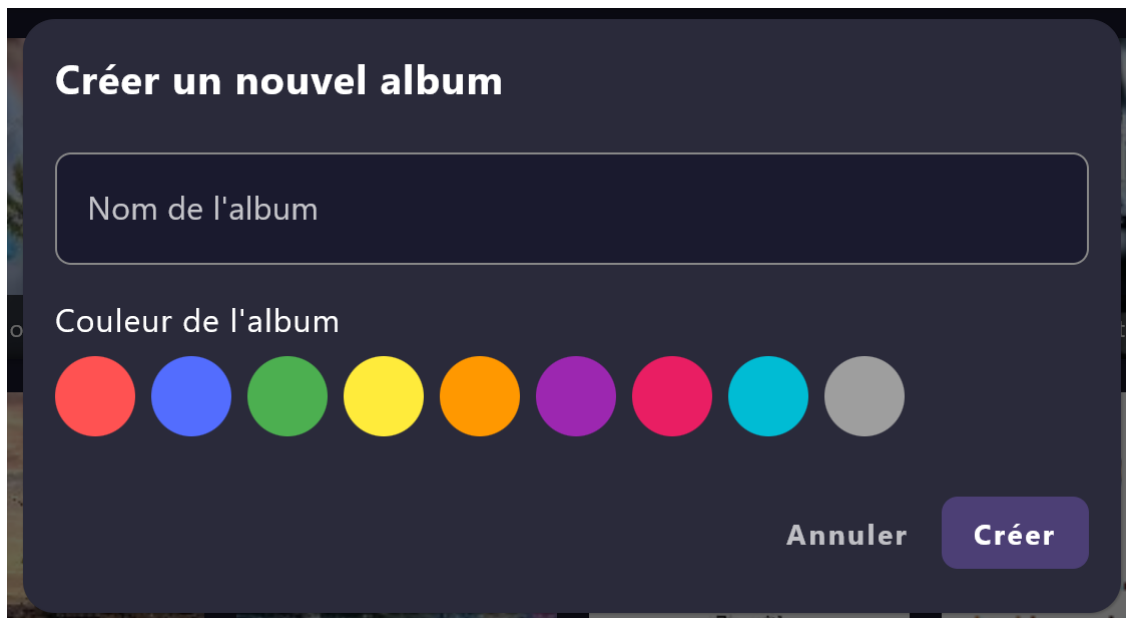 Créer un nouvel album
Nom de l'album
Couleur de l'album
Annuler
Créer